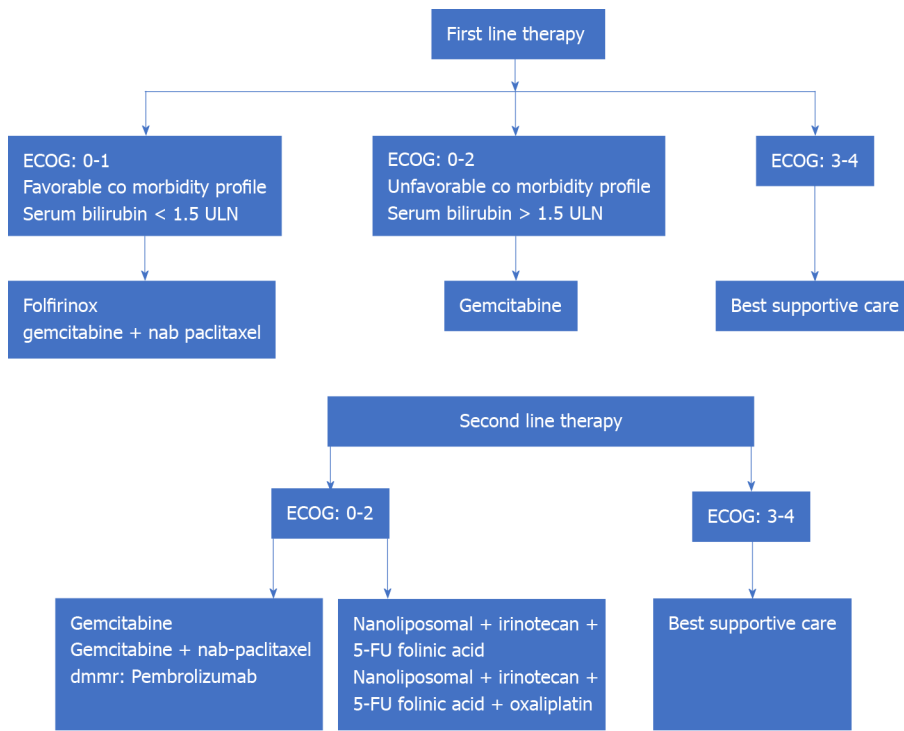 First line therapy
ECOG: 0-1
Favorable co morbidity profile
Serum bilirubin < 1.5 ULN
ECOG: 0-2
Unfavorable co morbidity profile
Serum bilirubin > 1.5 ULN
ECOG: 3-4
Folfirinox
gemcitabine + nab paclitaxel
Gemcitabine
Best supportive care
Second line therapy
ECOG: 0-2
ECOG: 3-4
Gemcitabine
Gemcitabine + nab-paclitaxel
dmmr: Pembrolizumab
Nanoliposomal + irinotecan +
5-FU folinic acid
Nanoliposomal + irinotecan +
5-FU folinic acid + oxaliplatin
Best supportive care